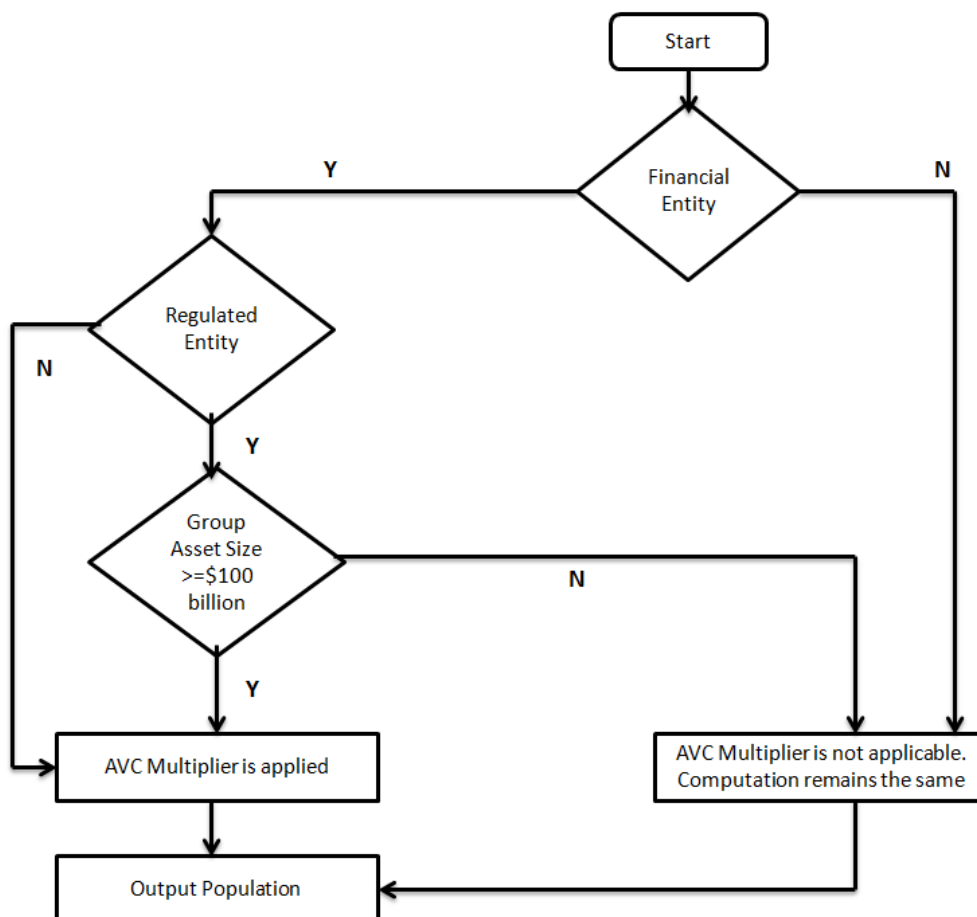 Start
Y
Financial
Entity
N
Regulated
Entity
N
Y
Group
Asset Size
>=$100
billion
N
Y
AVC Multiplier is applied
AVC Multiplier is not applicable.
Computation remains the same
Output Population